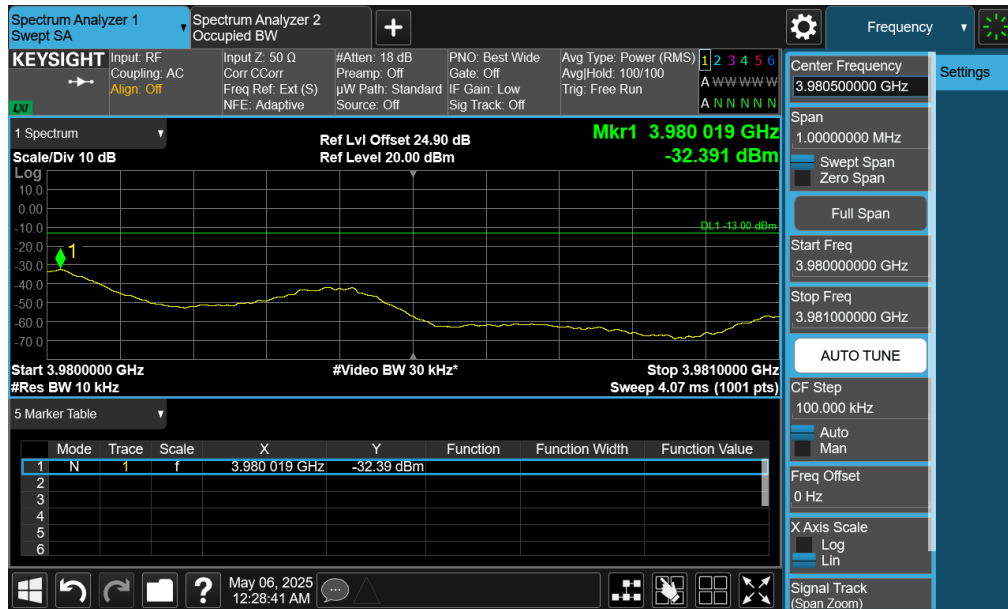 Spectrum Analyzer 1
Swept SA
Spectrum Analyzer 2
Occupied BW
+
Frequency
KEYSIGHT
LXI
Input: RF
Coupling: AC
Align: Off
Input Z: 50 Ω
Corr CCorr
Freq Ref: Ext (S)
NFE: Adaptive
#Atten: 18 dB
Preamp: Off
µW Path: Standard
Source: Off
PNO: Best Wide
Gate: Off
IF Gain: Low
Sig Track: Off
Avg Type: Power (RMS)
Avg|Hold: 100/100
Trig: Free Run
1 2 3 4 5 6
A W W W W W
A N N N N N
1 Spectrum
Scale/Div 10 dB
Ref Lvl Offset 24.90 dB
Ref Level 20.00 dBm
Mkr1 3.980 019 GHz
-32.391 dBm
Log
10.0
0.00
-10.0
-20.0
-30.0
-40.0
-50.0
-60.0
-70.0
DL1 -13.00 dBm
1
Start 3.9800000 GHz
#Res BW 10 kHz
#Video BW 30 kHz*
Stop 3.9810000 GHz
Sweep 4.07 ms (1001 pts)
5 Marker Table
Mode Trace Scale X Y Function Function Width Function Value
1 N 1 f 3.980 019 GHz -32.39 dBm
2
3
4
5
6
May 06, 2025
12:28:41 AM
?
Center Frequency
3.980500000 GHz
Span
1.00000000 MHz
Swept Span
Zero Span
Full Span
Start Freq
3.980000000 GHz
Stop Freq
3.981000000 GHz
AUTO TUNE
CF Step
100.000 kHz
Auto
Man
Freq Offset
0 Hz
X Axis Scale
Log
Lin
Signal Track
(Span Zoom)
Settings